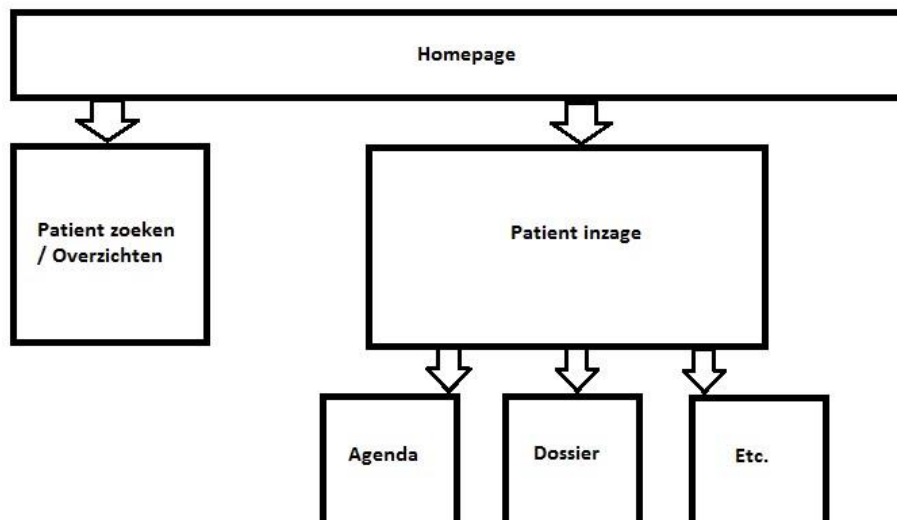 Homepage
Patient zoeken
/ Overzichten
Patient inzage
Agenda
Dossier
Etc.